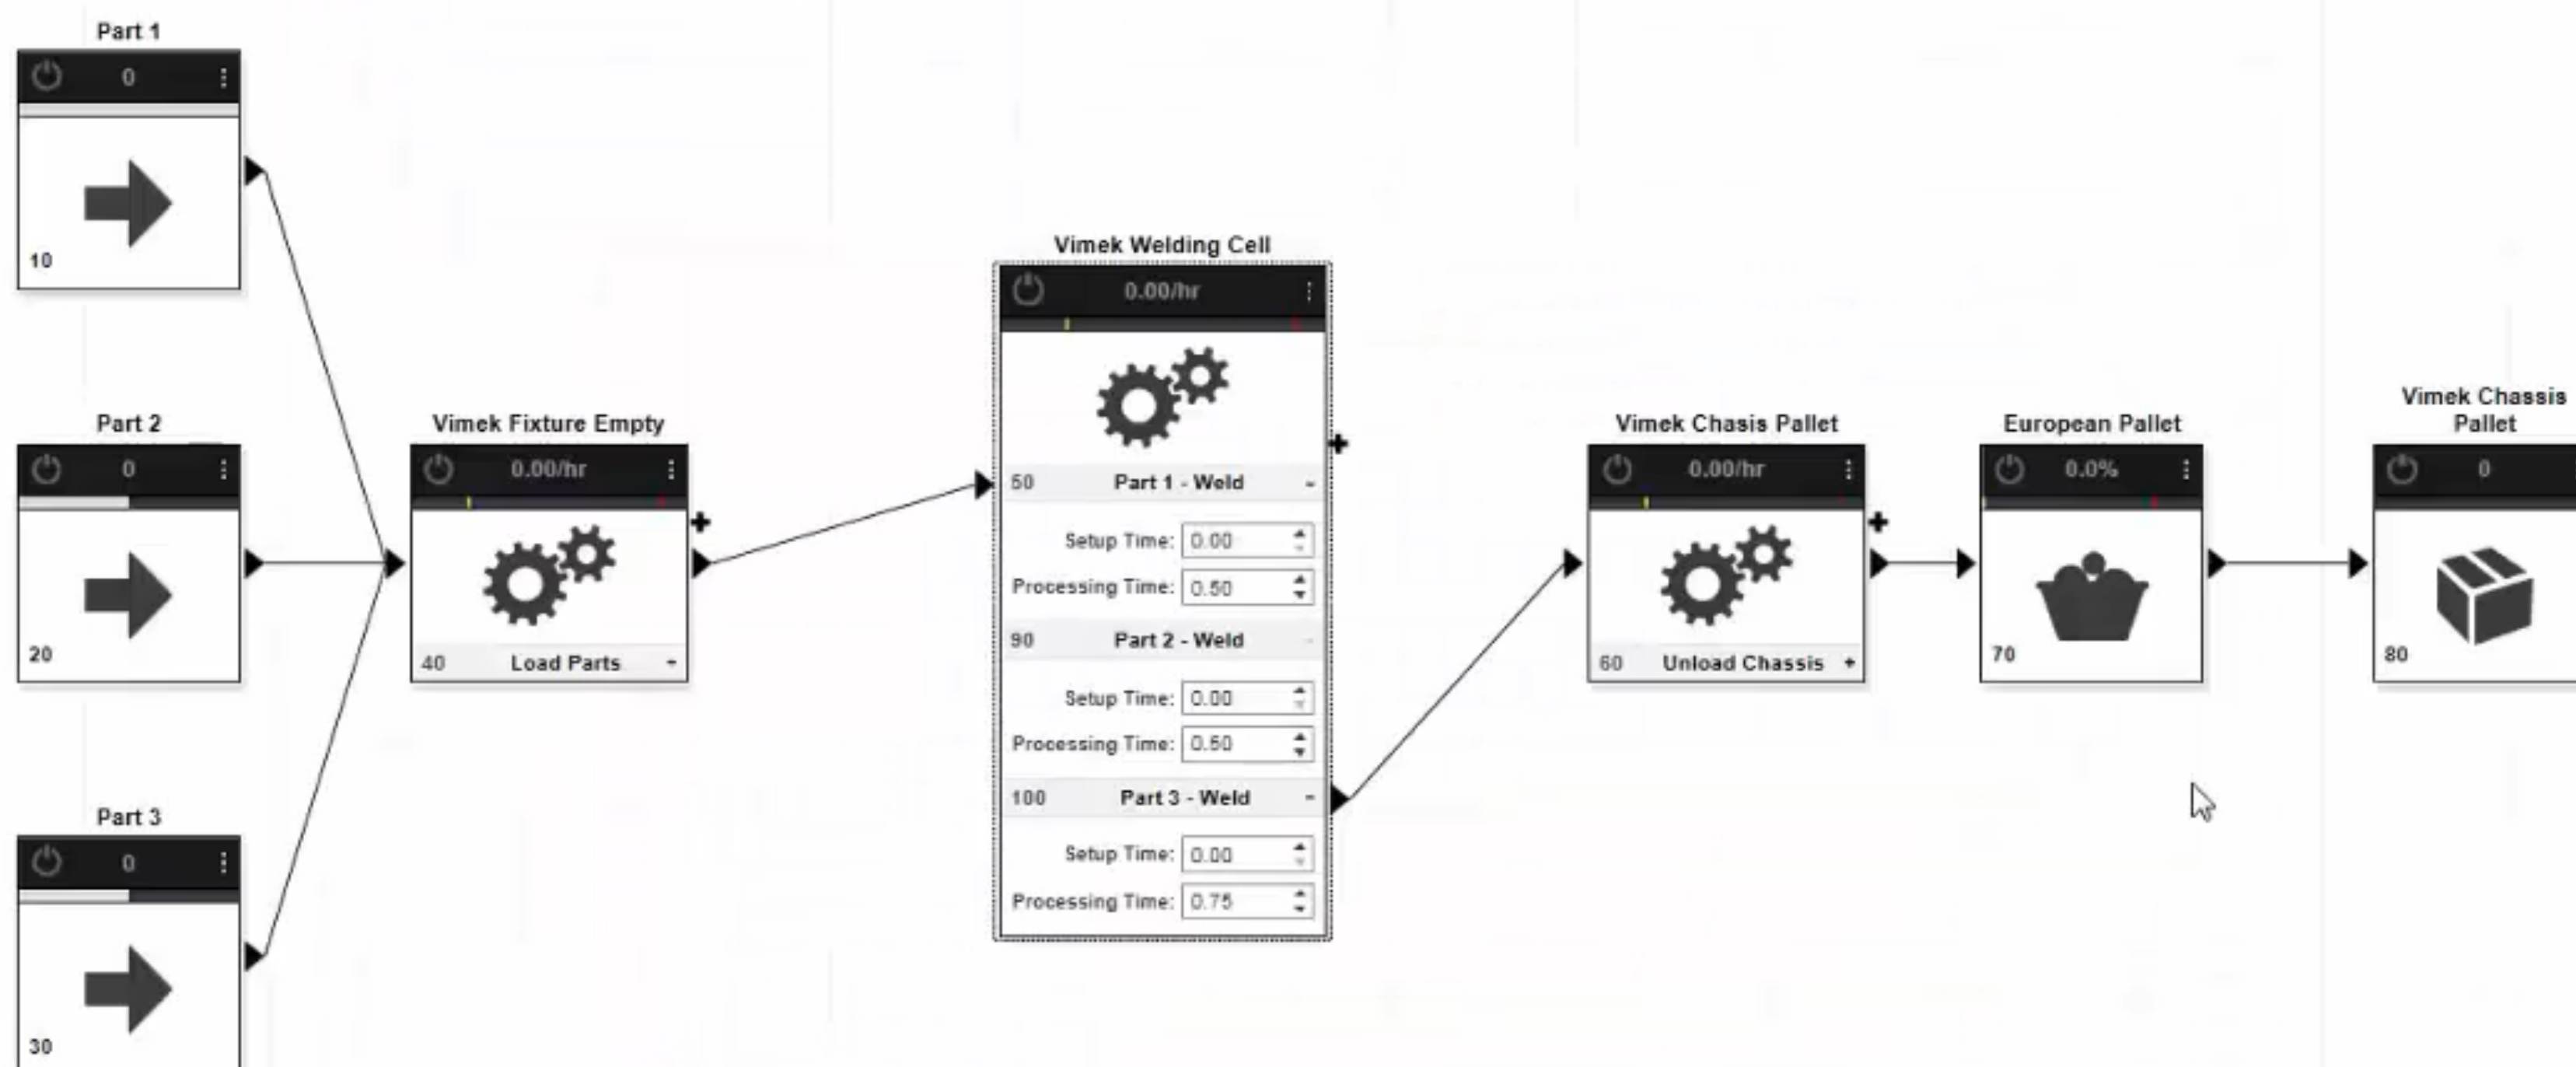 Part 1
0
10
Part 2
0
20
Part 3
0
30
Vimek Fixture Empty
0.00/hr
40 Load Parts
Vimek Welding Cell
0.00/hr
50 Part 1 - Weld -
Setup Time: 0.00
Processing Time: 0.50
90 Part 2 - Weld -
Setup Time: 0.00
Processing Time: 0.50
100 Part 3 - Weld -
Setup Time: 0.00
Processing Time: 0.75
Vimek Chasis Pallet
0.00/hr
60 Unload Chassis +
European Pallet
0.0%
70
Vimek Chassis
Pallet
0
80